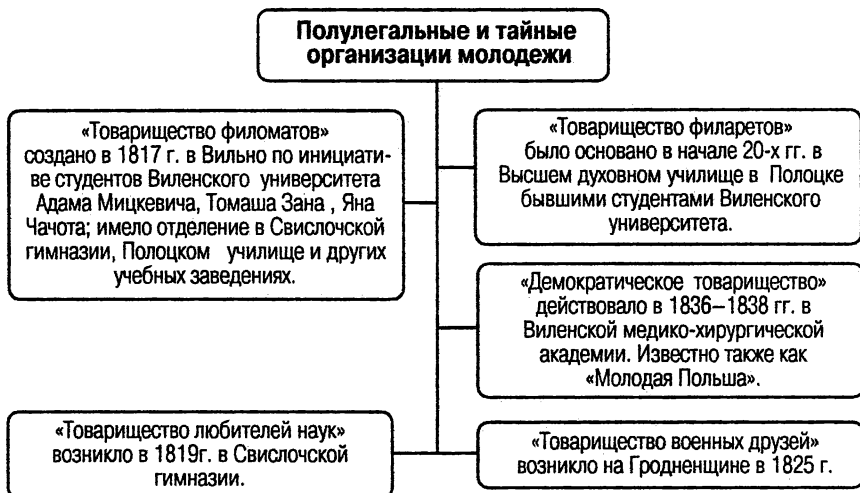 Полулегальные и тайные
организации молодежи
«Товарищество филоматов»
создано в 1817 г. в Вильно по инициати-
ве студентов Виленского университета
Адама Мицкевича, Томаша Зана , Яна
Чачота; имело отделение в Свислочской
гимназии, Полоцком училище и других
учебных заведениях.
«Товарищество филаретов»
было основано в начале 20-х гг. в
Высшем духовном училище в Полоцке
бывшими студентами Виленского
университета.
«Демократическое товарищество»
действовало в 1836–1838 гг. в
Виленской медико-хирургической
академии. Известно также как
«Молодая Польша».
«Товарищество любителей наук»
возникло в 1819г. в Свислочской
гимназии.
«Товарищество военных друзей»
возникло на Гродненщине в 1825 г.